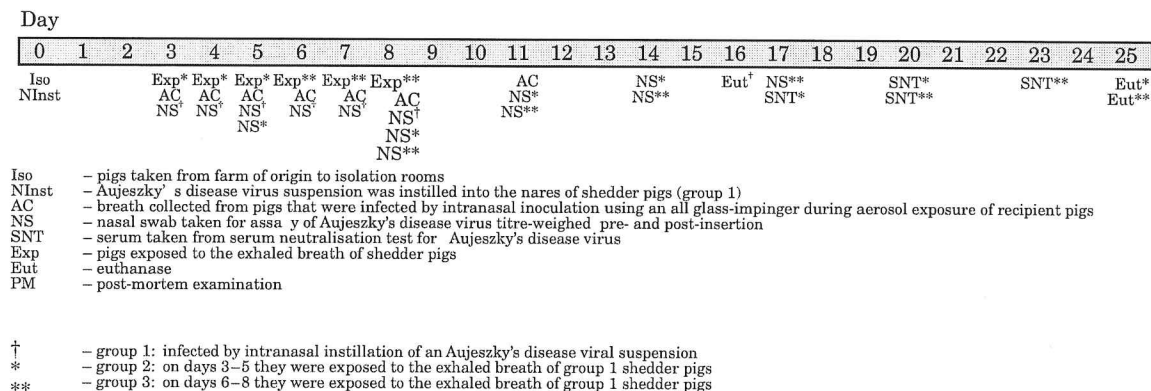 Day
0 1 2 3 4 5 6 7 8 9 10 11 12 13 14 15 16 17 18 19 20 21 22 23 24 25
Iso Exp* Exp* Exp* Exp** Exp** Exp** AC NS* Eut† NS** SNT* SNT** Eut*
NInst AC AC AC AC AC AC NS* NS** SNT* SNT** Eut**
NS† NS† NS† NS† NS† NS† NS**
NS* NS*
NS**
Iso – pigs taken from farm of origin to isolation rooms
NInst – Aujeszky' s disease virus suspension was instilled into the nares of shedder pigs (group 1)
AC – breath collected from pigs that were infected by intranasal inoculation using an all glass-impinger during aerosol exposure of recipient pigs
NS – nasal swab taken for assa y of Aujeszky's disease virus titre-weighed pre- and post-insertion
SNT – serum taken from serum neutralisation test for Aujeszky's disease virus
Exp – pigs exposed to the exhaled breath of shedder pigs
Eut – euthanase
PM – post-mortem examination
† – group 1: infected by intranasal instillation of an Aujeszky's disease viral suspension
* – group 2: on days 3–5 they were exposed to the exhaled breath of group 1 shedder pigs
** – group 3: on days 6–8 they were exposed to the exhaled breath of group 1 shedder pigs